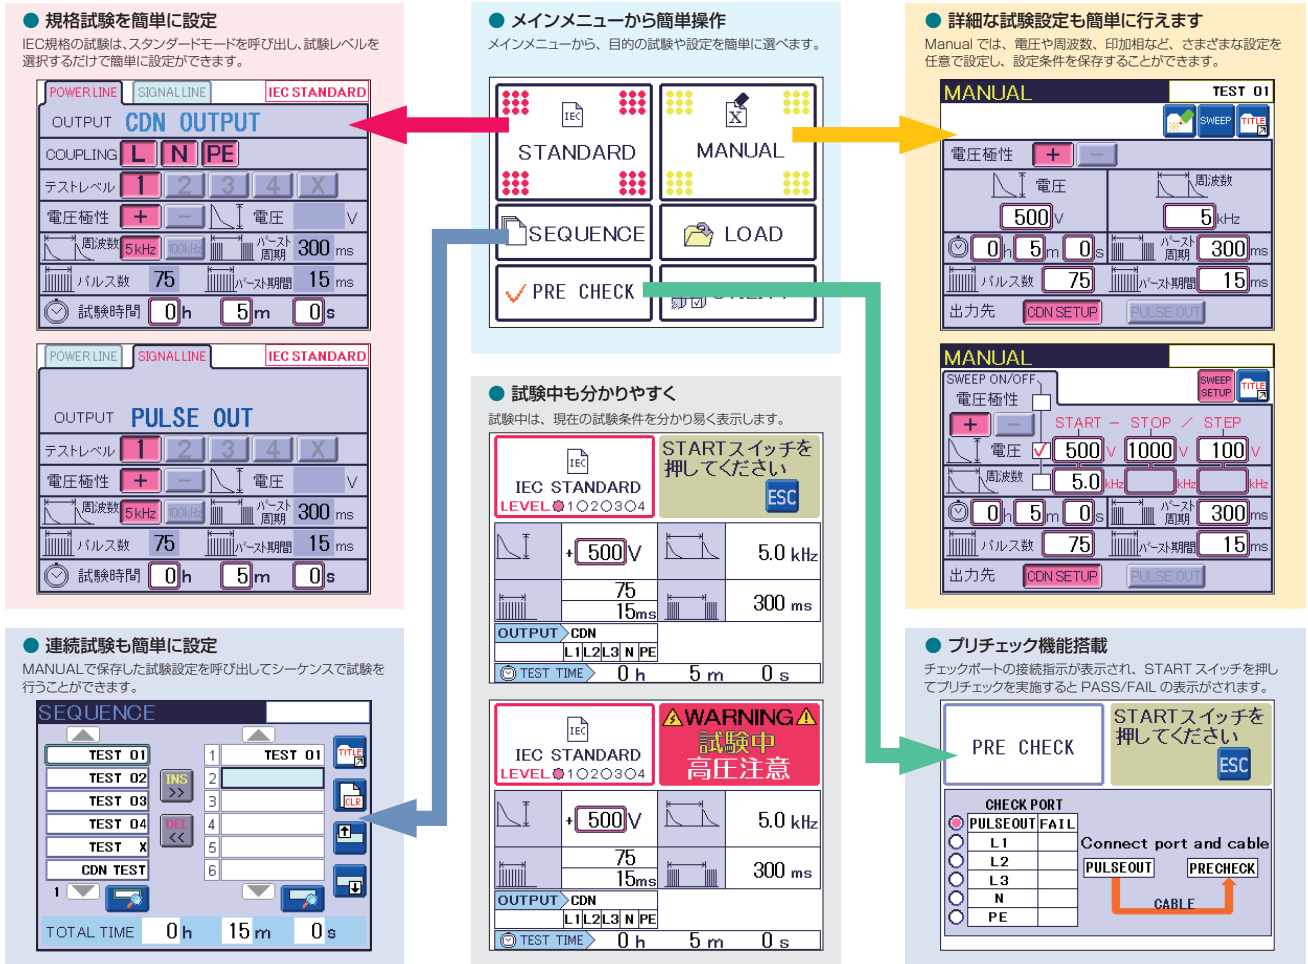 ● 規格試験を簡単に設定
IEC規格の試験は、スタンダードモードを呼び出し、試験レベルを
選択するだけで簡単に設定ができます。
POWER LINE SIGNAL LINE IEC STANDARD
OUTPUT CDN OUTPUT
COUPLING L N PE
テストレベル 1 2 3 4 X
電圧極性 + − 電圧 V
周波数 5kHz 100kHz バースト周期 300 ms
パルス数 75 バースト期間 15 ms
試験時間 0 h 5 m 0 s
POWER LINE SIGNAL LINE IEC STANDARD
OUTPUT PULSE OUT
テストレベル 1 2 3 4 X
電圧極性 + − 電圧 V
周波数 5kHz 100kHz バースト周期 300 ms
パルス数 75 バースト期間 15 ms
試験時間 0 h 5 m 0 s
● メインメニューから簡単操作
メインメニューから、目的の試験や設定を簡単に選べます。
IEC
STANDARD MANUAL
SEQUENCE LOAD
PRE CHECK
● 詳細な試験設定も簡単に行えます
Manual では、電圧や周波数、印加相など、さまざまな設定を
任意で設定し、設定条件を保存することができます。
MANUAL TEST 01
SWEEP TITLE
電圧極性 + −
電圧 周波数
500 V 5 kHz
0 h 5 m 0 s バースト周期 300 ms
パルス数 75 バースト期間 15 ms
出力先 CDN SETUP PULSE OUT
MANUAL
SWEEP ON/OFF SWEEP SETUP TITLE
電圧極性
+ − START − STOP / STEP
電圧 500 V 1000 V 100 V
周波数 5.0 kHz kHz kHz
0 h 5 m 0 s バースト周期 300 ms
パルス数 75 バースト期間 15 ms
出力先 CDN SETUP PULSE OUT
● 試験中も分かりやすく
試験中は、現在の試験条件を分かり易く表示します。
IEC
IEC STANDARD
LEVEL 1 2 3 4
STARTスイッチを
押してください
ESC
+ 500 V 5.0 kHz
75
15ms 300 ms
OUTPUT CDN
L1 L2 L3 N PE
TEST TIME 0 h 5 m 0 s
IEC
IEC STANDARD
LEVEL 1 2 3 4
WARNING
試験中
高圧注意
+ 500 V 5.0 kHz
75
15ms 300 ms
OUTPUT CDN
L1 L2 L3 N PE
TEST TIME 0 h 5 m 0 s
● 連続試験も簡単に設定
MANUALで保存した試験設定を呼び出してシーケンスで試験を
行うことができます。
SEQUENCE
TEST 01 1 TEST 01 TITLE
TEST 02 INS >> 2
TEST 03 3 CLR
TEST 04 DEL << 4
TEST X 5
CDN TEST 6
1
TOTAL TIME 0 h 15 m 0 s
● プリチェック機能搭載
チェックポートの接続指示が表示され、START スイッチを押し
てプリチェックを実施すると PASS/FAIL の表示がされます。
PRE CHECK
STARTスイッチを
押してください
ESC
CHECK PORT
PULSEOUT FAIL
L1
L2
L3
N
PE
Connect port and cable
PULSEOUT PRECHECK
CABLE